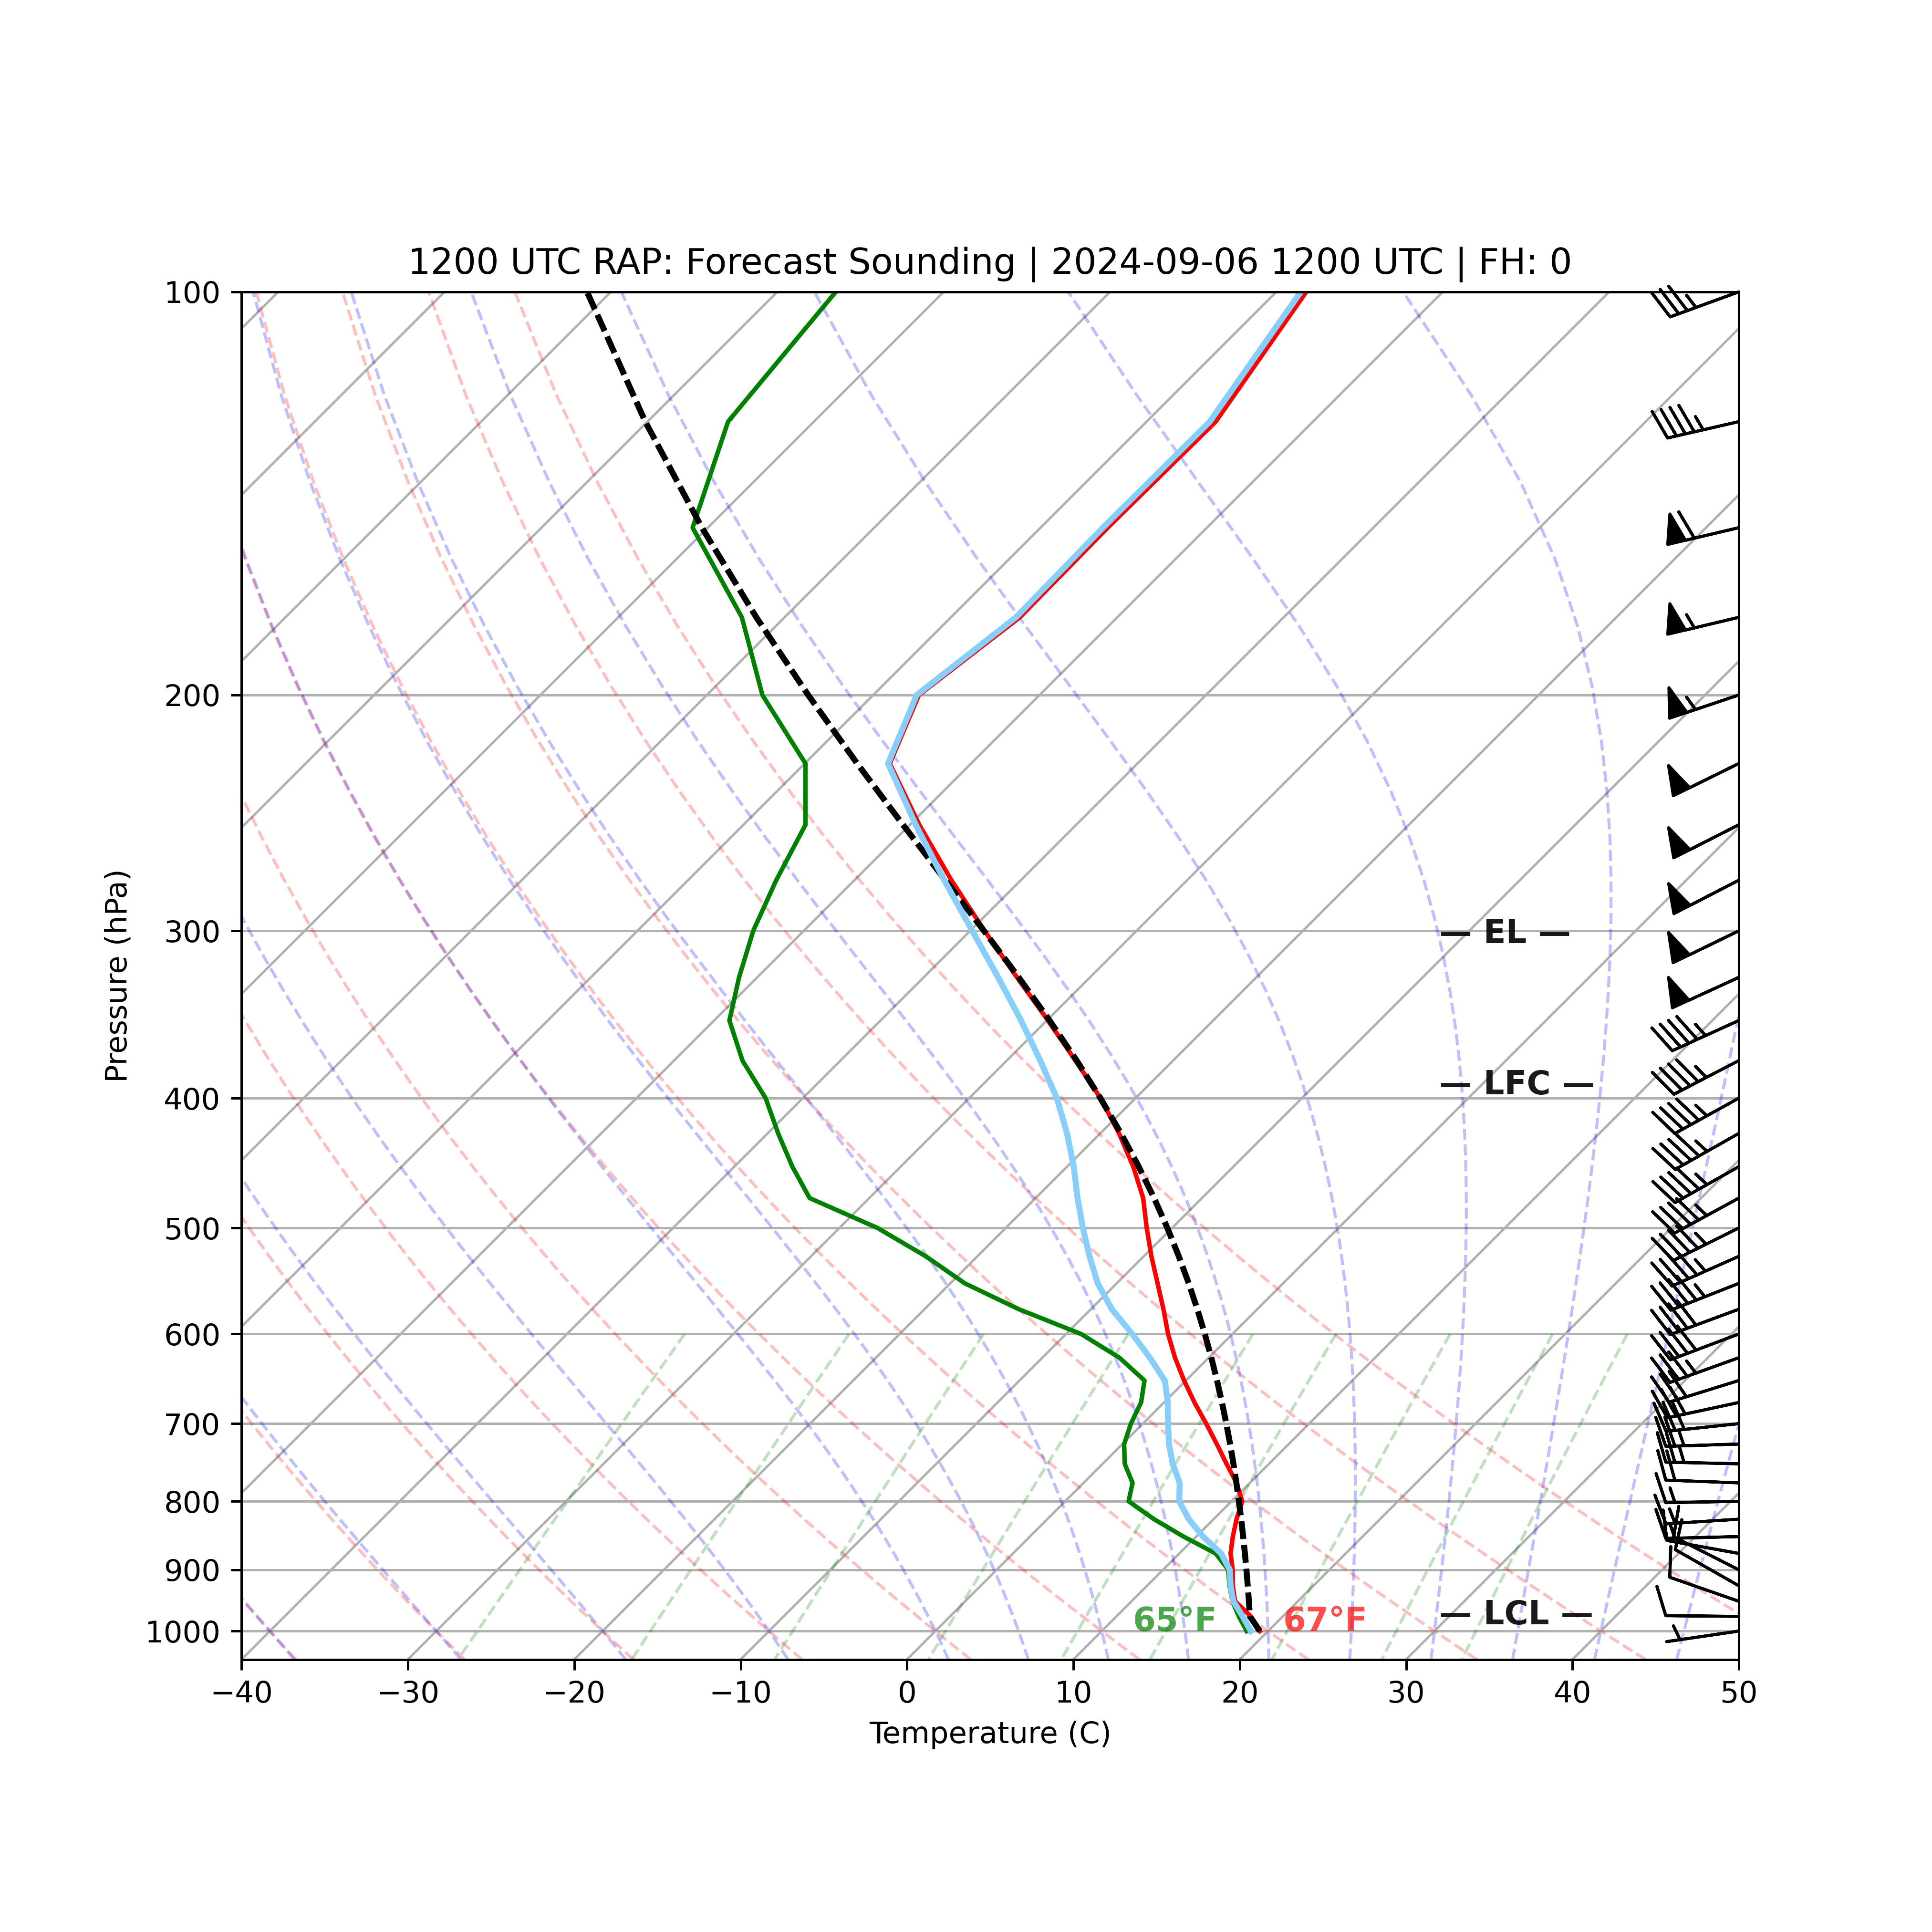 1200 UTC RAP: Forecast Sounding | 2024-09-06 1200 UTC | FH: 0
100
200
300
400
500
600
700
800
900
1000
Pressure (hPa)
— EL —
— LFC —
— LCL —
65°F
67°F
−40 −30 −20 −10 0 10 20 30 40 50
Temperature (C)